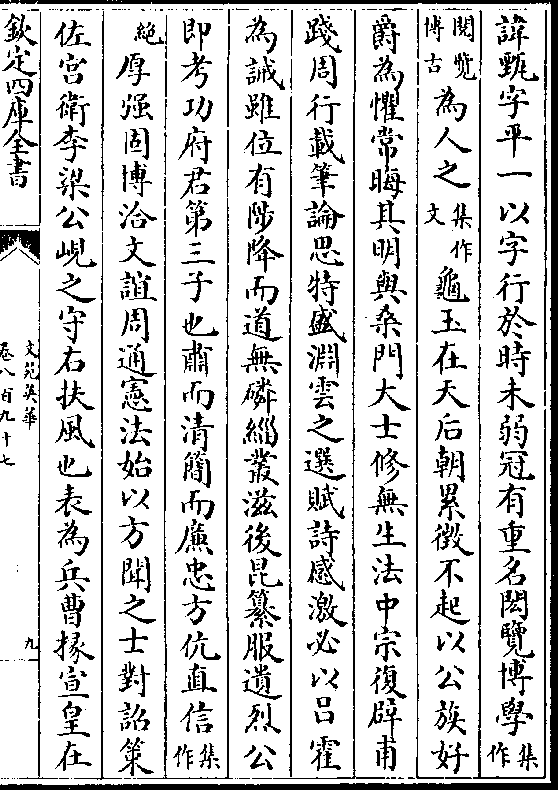 諱甄字平一以字行於時未弱冠有重名閎覽博學集作
閱覽博古為人之集作文龜玉在天后朝累徵不起以公族好
爵為懼常晦其明與桑門大士修無生法中宗復辟甫
踐周行載筆論思特盛淵雲之選賦詩感激必以吕霍
為誡雖位有陟降而道無磷緇叢滋後昆纂服遺烈公
即考功府君第三子也肅而清簡而廉忠方伉直信集作
絶厚强固博洽文誼周通憲法始以方聞之士對詔策
佐宫衛李梁公峴之守右扶風也表為兵曹掾宣皇在
欽定四庫全書
文苑英華
卷八百九十七
九